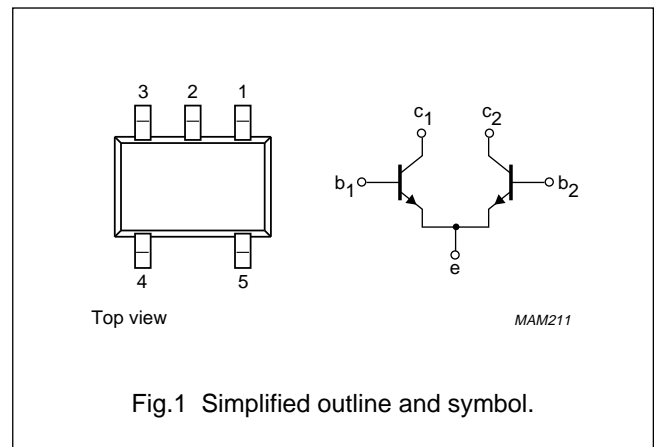 3 2 1
c1 c2
b1 b2
e
4 5
Top view MAM211
Fig.1 Simplified outline and symbol.